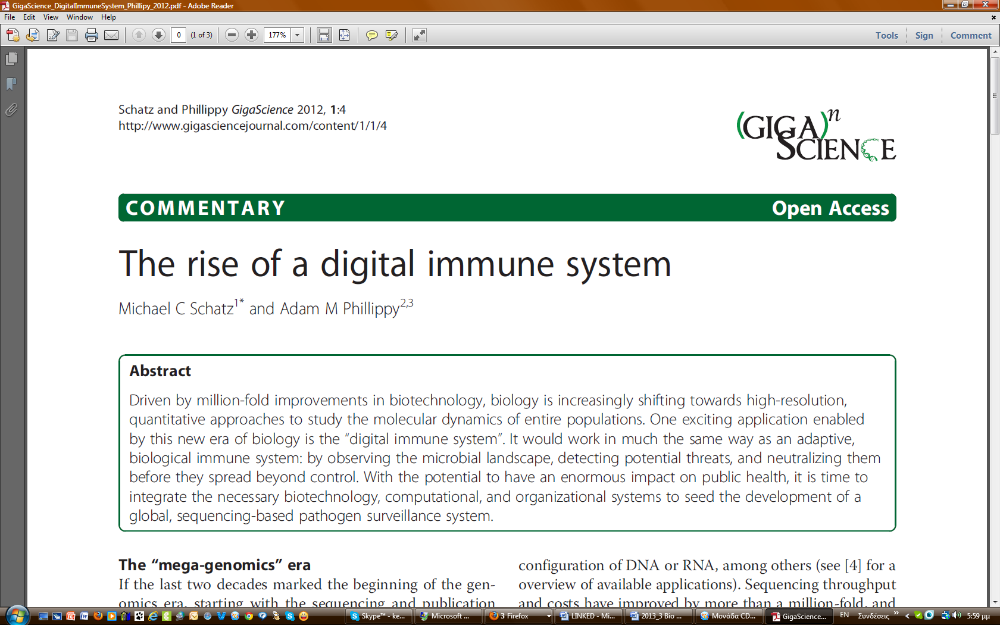 GigaScience_DigitalImmuneSystem_Phillipy_2012.pdf - Adobe Reader
File Edit View Window Help
0 (1 of 3) 177% Tools Sign Comment
Schatz and Phillippy GigaScience 2012, 1:4
http://www.gigasciencejournal.com/content/1/1/4
(GIGA)n
SCIENCE
COMMENTARY Open Access
The rise of a digital immune system
Michael C Schatz1* and Adam M Phillippy2,3
Abstract
Driven by million-fold improvements in biotechnology, biology is increasingly shifting towards high-resolution,
quantitative approaches to study the molecular dynamics of entire populations. One exciting application enabled
by this new era of biology is the “digital immune system”. It would work in much the same way as an adaptive,
biological immune system: by observing the microbial landscape, detecting potential threats, and neutralizing them
before they spread beyond control. With the potential to have an enormous impact on public health, it is time to
integrate the necessary biotechnology, computational, and organizational systems to seed the development of a
global, sequencing-based pathogen surveillance system.
The “mega-genomics” era
If the last two decades marked the beginning of the gen-
omics era, starting with the sequencing and publication
configuration of DNA or RNA, among others (see [4] for a
overview of available applications). Sequencing throughput
and costs have improved by more than a million-fold, and
Skype™ - ke... Microsoft ... 3 Firefox LINKED - Mi... 2013_3 Bio ... Μονάδα CD... GigaScience... EN Συνδέσεις 5:59 μμ